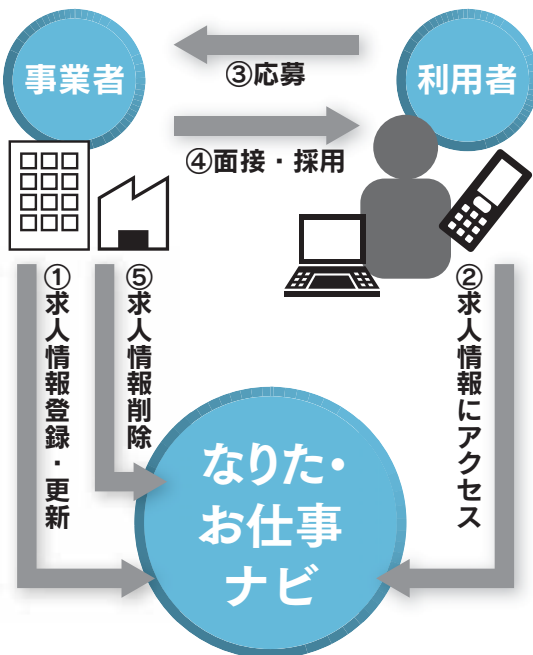 事業者
利用者
③応募
④面接・採用
①求人情報登録・更新
⑤求人情報削除
②求人情報にアクセス
なりた・
お仕事
ナビ